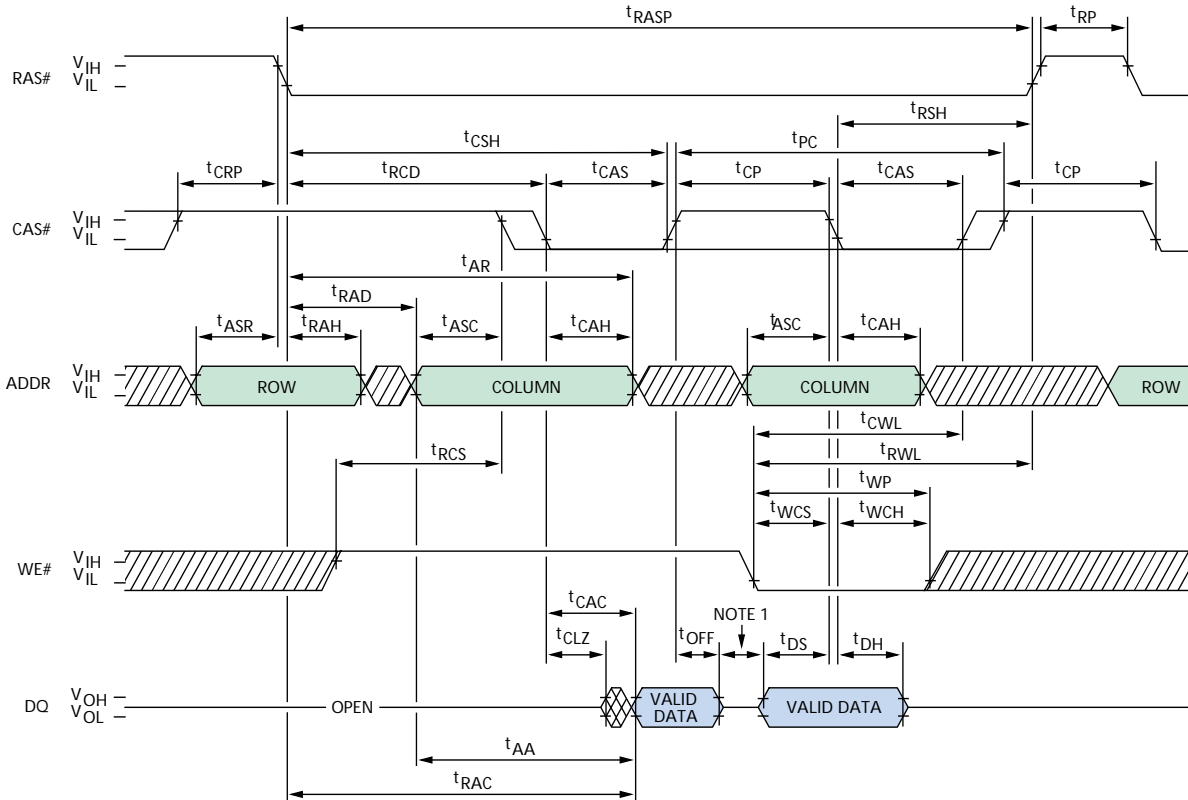 tRASP
tRP
RAS#
VIH
VIL
tRSH
tCSH
tPC
tCRP
tRCD
tCAS
tCP
tCAS
tCP
CAS#
VIH
VIL
tAR
tRAD
tASR
tRAH
tASC
tCAH
tASC
tCAH
ADDR
VIH
VIL
ROW
COLUMN
COLUMN
ROW
tCWL
tRCS
tRWL
tWP
tWCS
tWCH
WE#
VIH
VIL
tCAC
NOTE 1
tCLZ
tOFF
tDS
tDH
DQ
VOH
VOL
OPEN
VALID
DATA
VALID DATA
tAA
tRAC